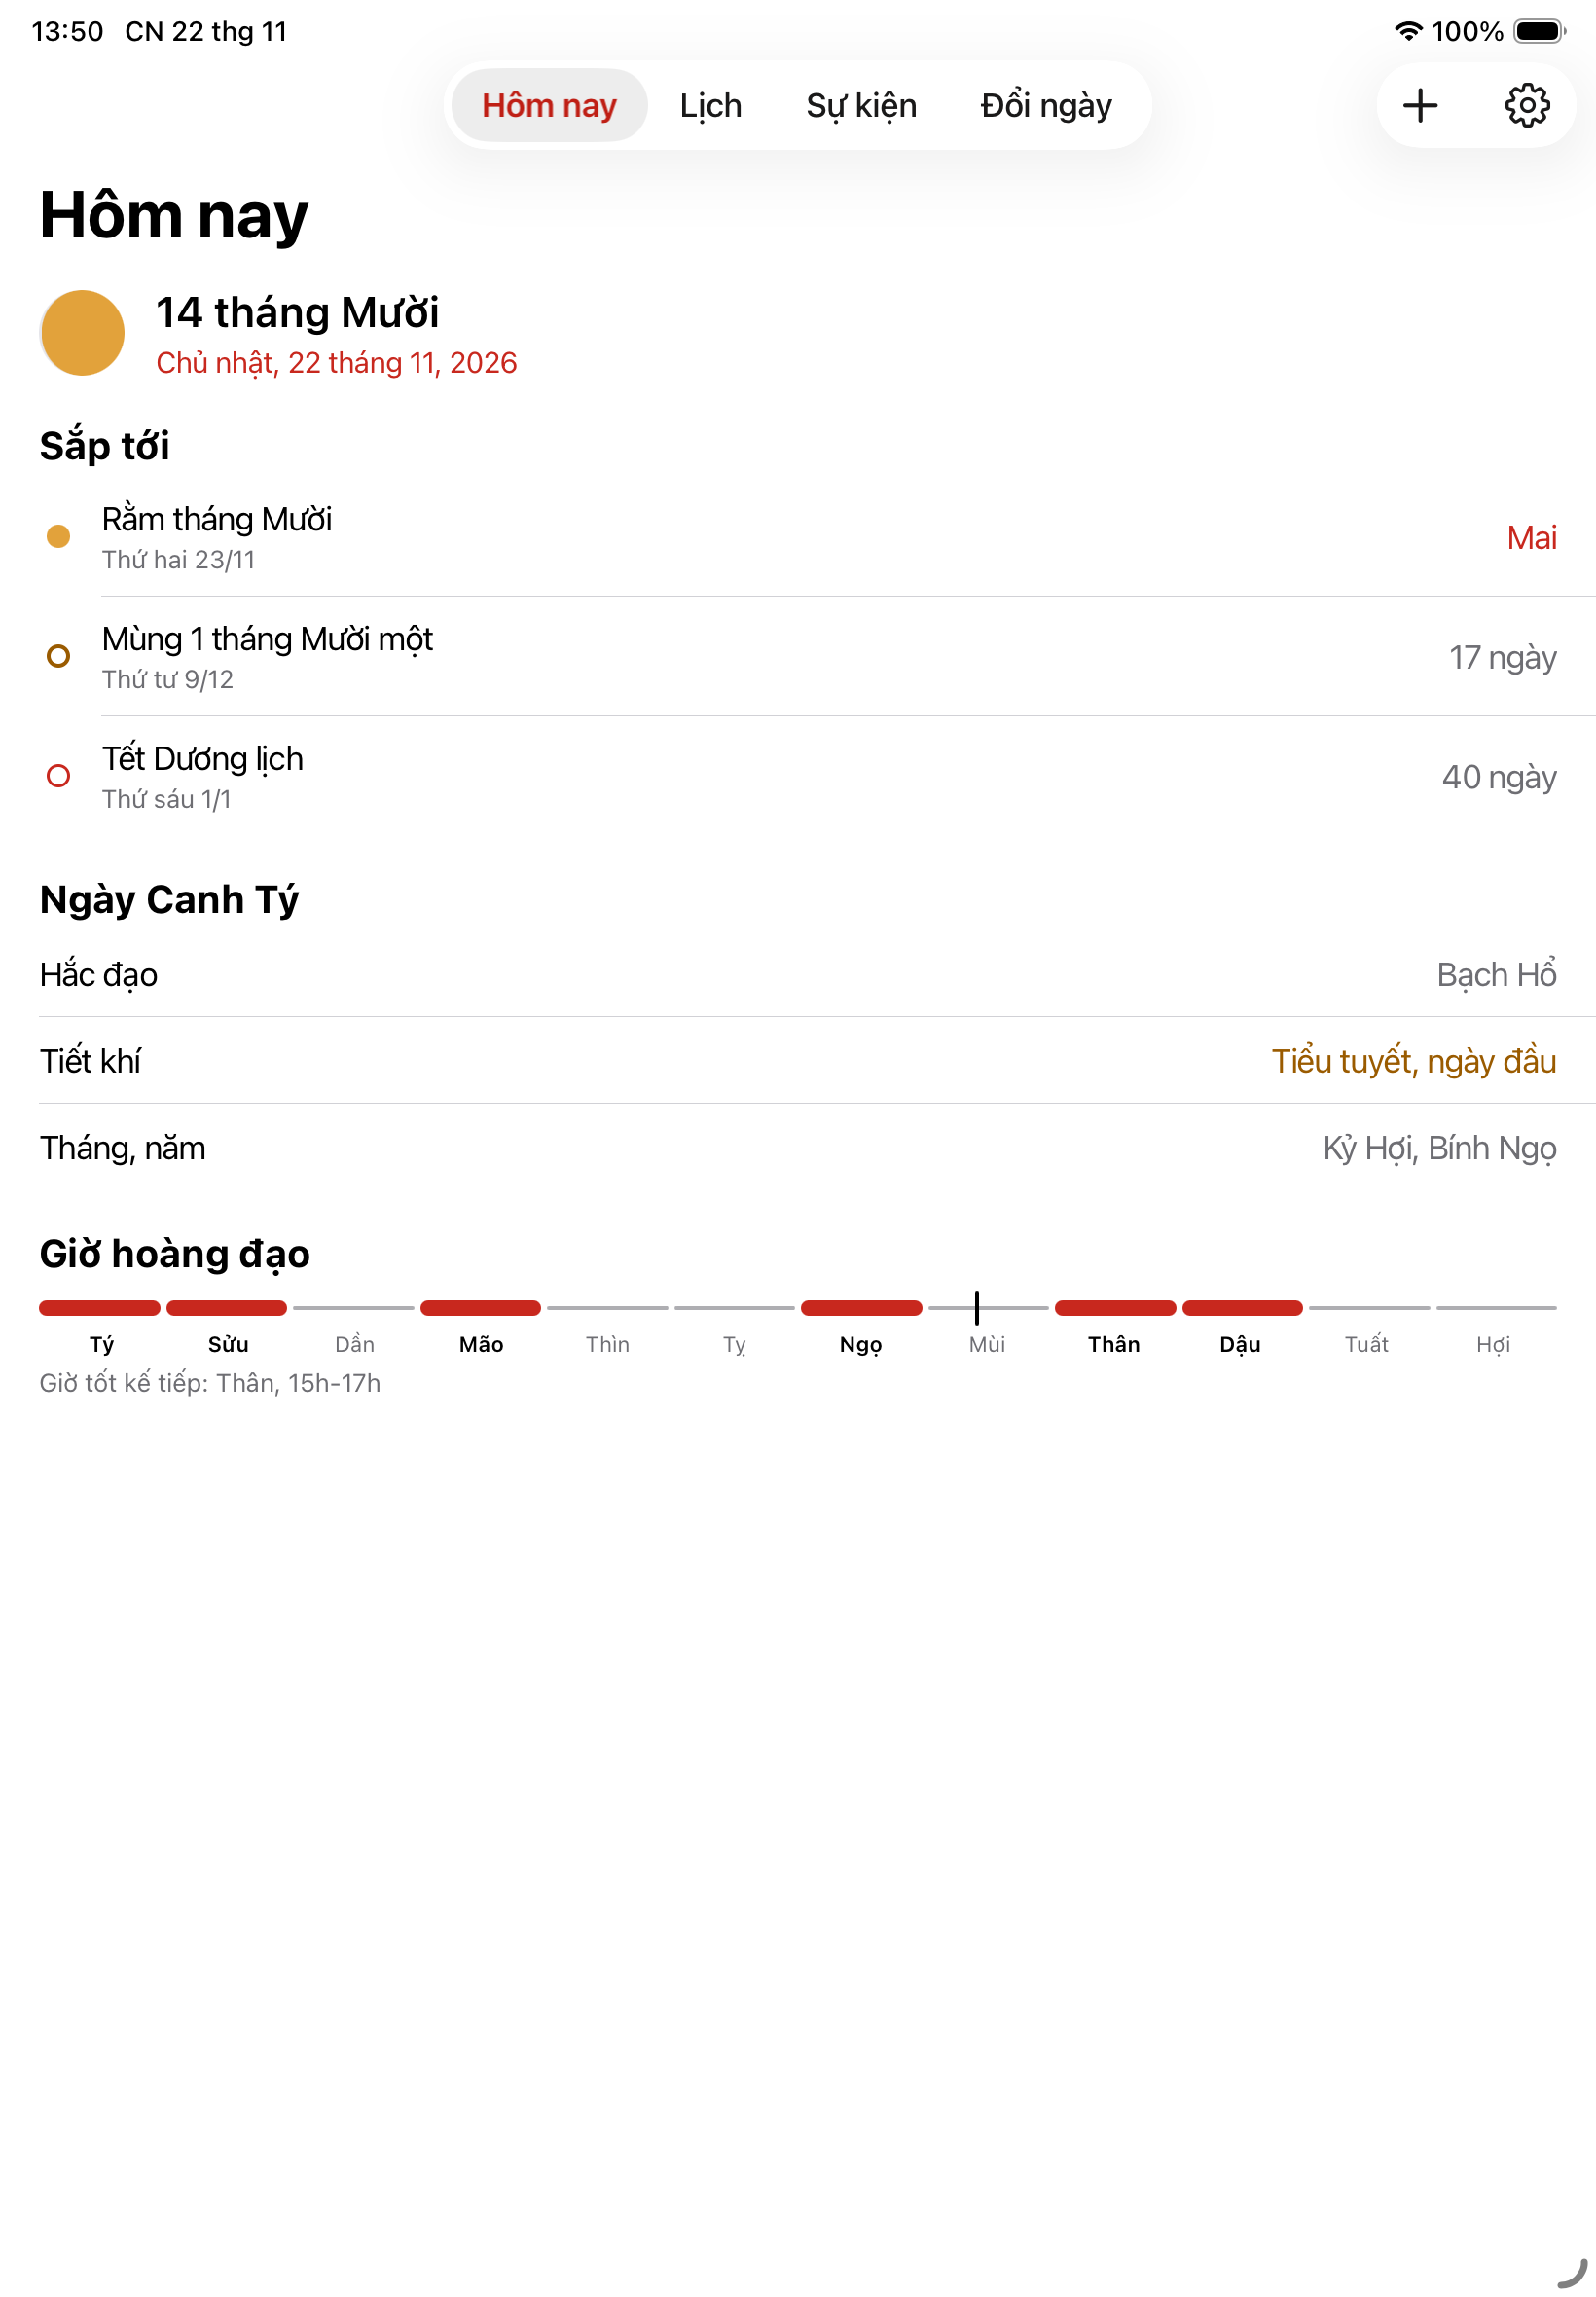 13:50 CN 22 thg 11 100%
Hôm nay Lịch Sự kiện Đổi ngày
Hôm nay
14 tháng Mười
Chủ nhật, 22 tháng 11, 2026
Sắp tới
Rằm tháng Mười
Thứ hai 23/11
Mai
Mùng 1 tháng Mười một
Thứ tư 9/12
17 ngày
Tết Dương lịch
Thứ sáu 1/1
40 ngày
Ngày Canh Tý
Hắc đạo Bạch Hổ
Tiết khí Tiểu tuyết, ngày đầu
Tháng, năm Kỷ Hợi, Bính Ngọ
Giờ hoàng đạo
Tý Sửu Dần Mão Thìn Tỵ Ngọ Mùi Thân Dậu Tuất Hợi
Giờ tốt kế tiếp: Thân, 15h-17h